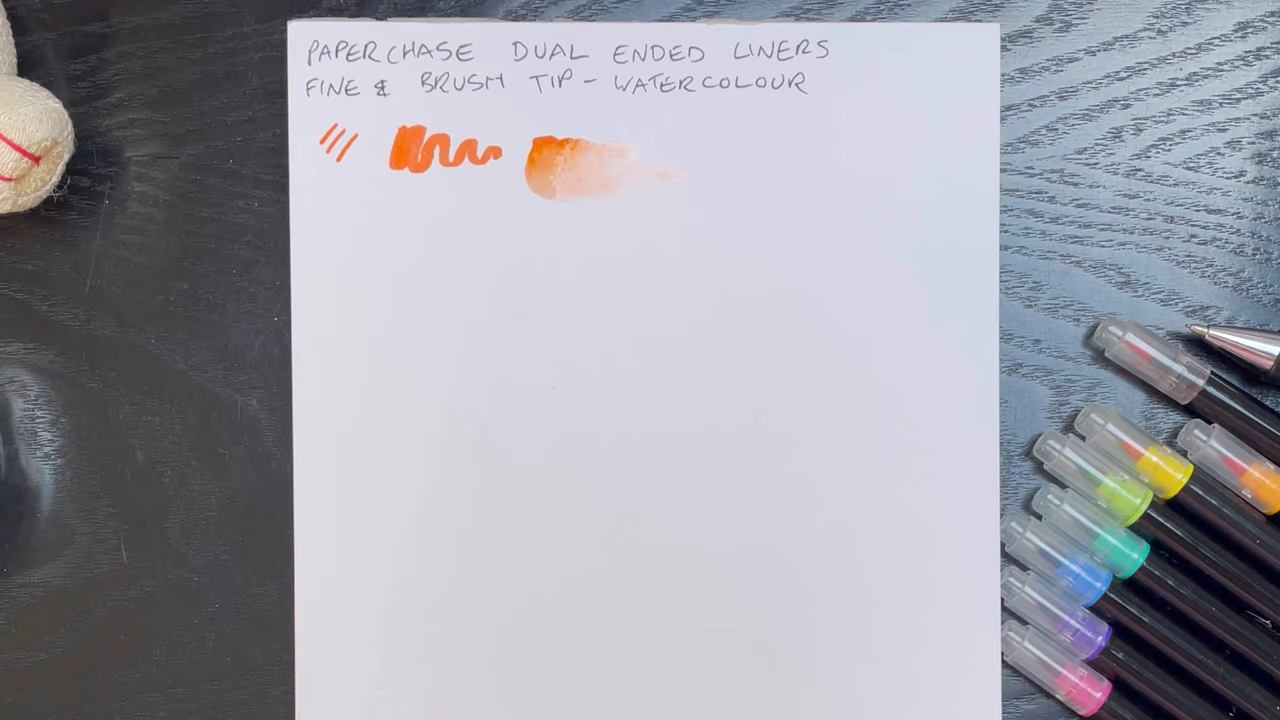 PAPERCHASE DUAL ENDED LINERS
FINE & BRUSH TIP - WATERCOLOUR